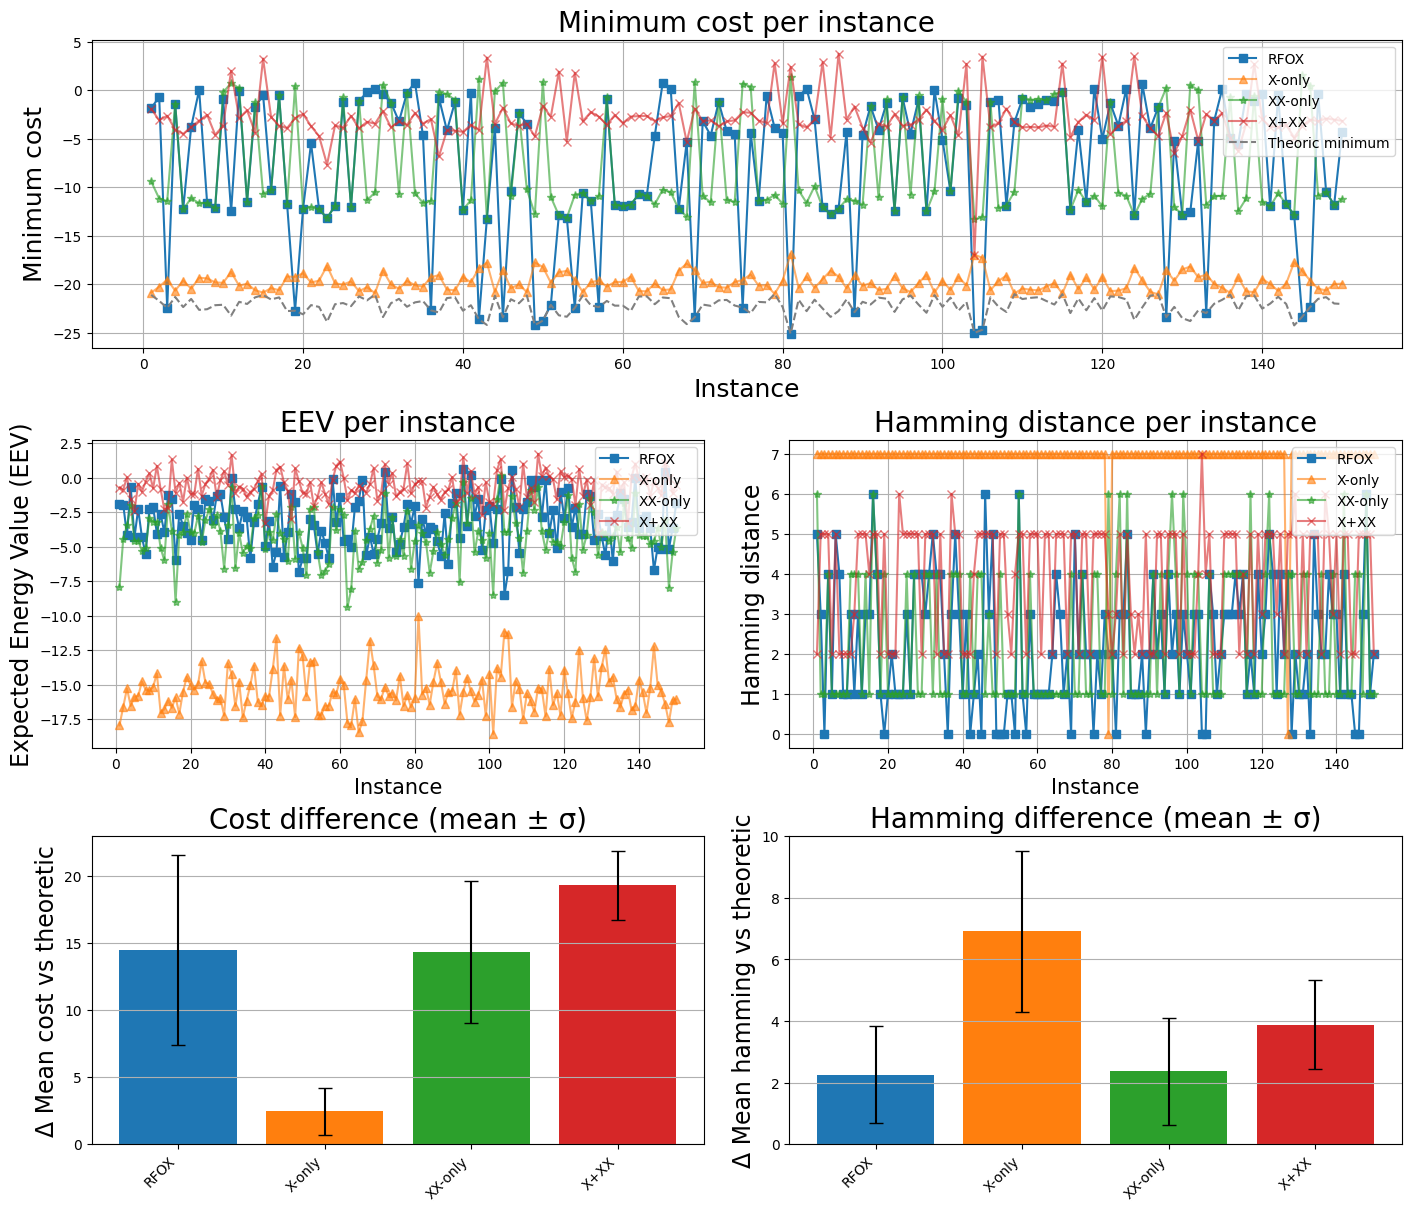 Minimum cost per instance
Minimum cost
5
0
−5
−10
−15
−20
−25
RFOX
X-only
XX-only
X+XX
Theoric minimum
0
20
40
60
80
100
120
140
Instance
EEV per instance
Expected Energy Value (EEV)
2.5
0.0
−2.5
−5.0
−7.5
−10.0
−12.5
−15.0
−17.5
RFOX
X-only
XX-only
X+XX
0
20
40
60
80
100
120
140
Instance
Hamming distance per instance
Hamming distance
7
6
5
4
3
2
1
0
RFOX
X-only
XX-only
X+XX
0
20
40
60
80
100
120
140
Instance
Cost difference (mean ± σ)
Δ Mean cost vs theoretic
20
15
10
5
0
RFOX
X-only
XX-only
X+XX
Hamming difference (mean ± σ)
Δ Mean hamming vs theoretic
10
8
6
4
2
0
RFOX
X-only
XX-only
X+XX